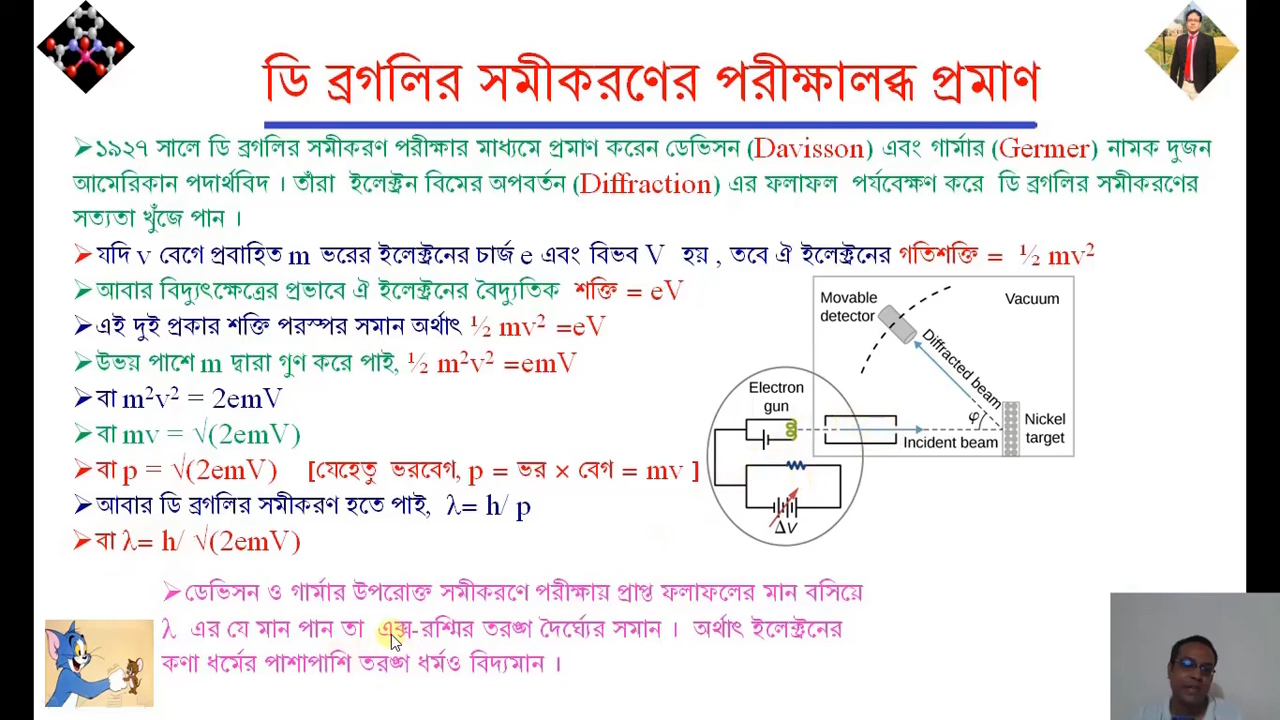 ডি ব্রগলির সমীকরণের পরীক্ষালব্ধ প্রমাণ
➤১৯২৭ সালে ডি ব্রগলির সমীকরণ পরীক্ষার মাধ্যমে প্রমাণ করেন ডেভিসন (Davisson) এবং গার্মার (Germer) নামক দুজন
আমেরিকান পদার্থবিদ । তাঁরা ইলেক্ট্রন বিমের অপবর্তন (Diffraction) এর ফলাফল পর্যবেক্ষণ করে ডি ব্রগলির সমীকরণের
সত্যতা খুঁজে পান ।
➤যদি v বেগে প্রবাহিত m ভরের ইলেক্ট্রনের চার্জ e এবং বিভব V হয় , তবে ঐ ইলেক্ট্রনের গতিশক্তি = ½ mv²
➤আবার বিদ্যুৎক্ষেত্রের প্রভাবে ঐ ইলেক্ট্রনের বৈদ্যুতিক শক্তি = eV
➤এই দুই প্রকার শক্তি পরস্পর সমান অর্থাৎ ½ mv² =eV
➤উভয় পাশে m দ্বারা গুণ করে পাই, ½ m²v² =emV
➤বা m²v² = 2emV
➤বা mv = √(2emV)
➤বা p = √(2emV) [যেহেতু ভরবেগ, p = ভর × বেগ = mv ]
➤আবার ডি ব্রগলির সমীকরণ হতে পাই, λ= h/ p
➤বা λ= h/ √(2emV)
Movable
detector
Vacuum
Diffracted beam
Electron
gun
φ
Nickel
target
Incident beam
ΔV
➤ডেভিসন ও গার্মার উপরোক্ত সমীকরণে পরীক্ষায় প্রাপ্ত ফলাফলের মান বসিয়ে
λ এর যে মান পান তা এক্স-রশ্মির তরঙ্গ দৈর্ঘ্যের সমান । অর্থাৎ ইলেক্ট্রনের
কণা ধর্মের পাশাপাশি তরঙ্গ ধর্মও বিদ্যমান ।